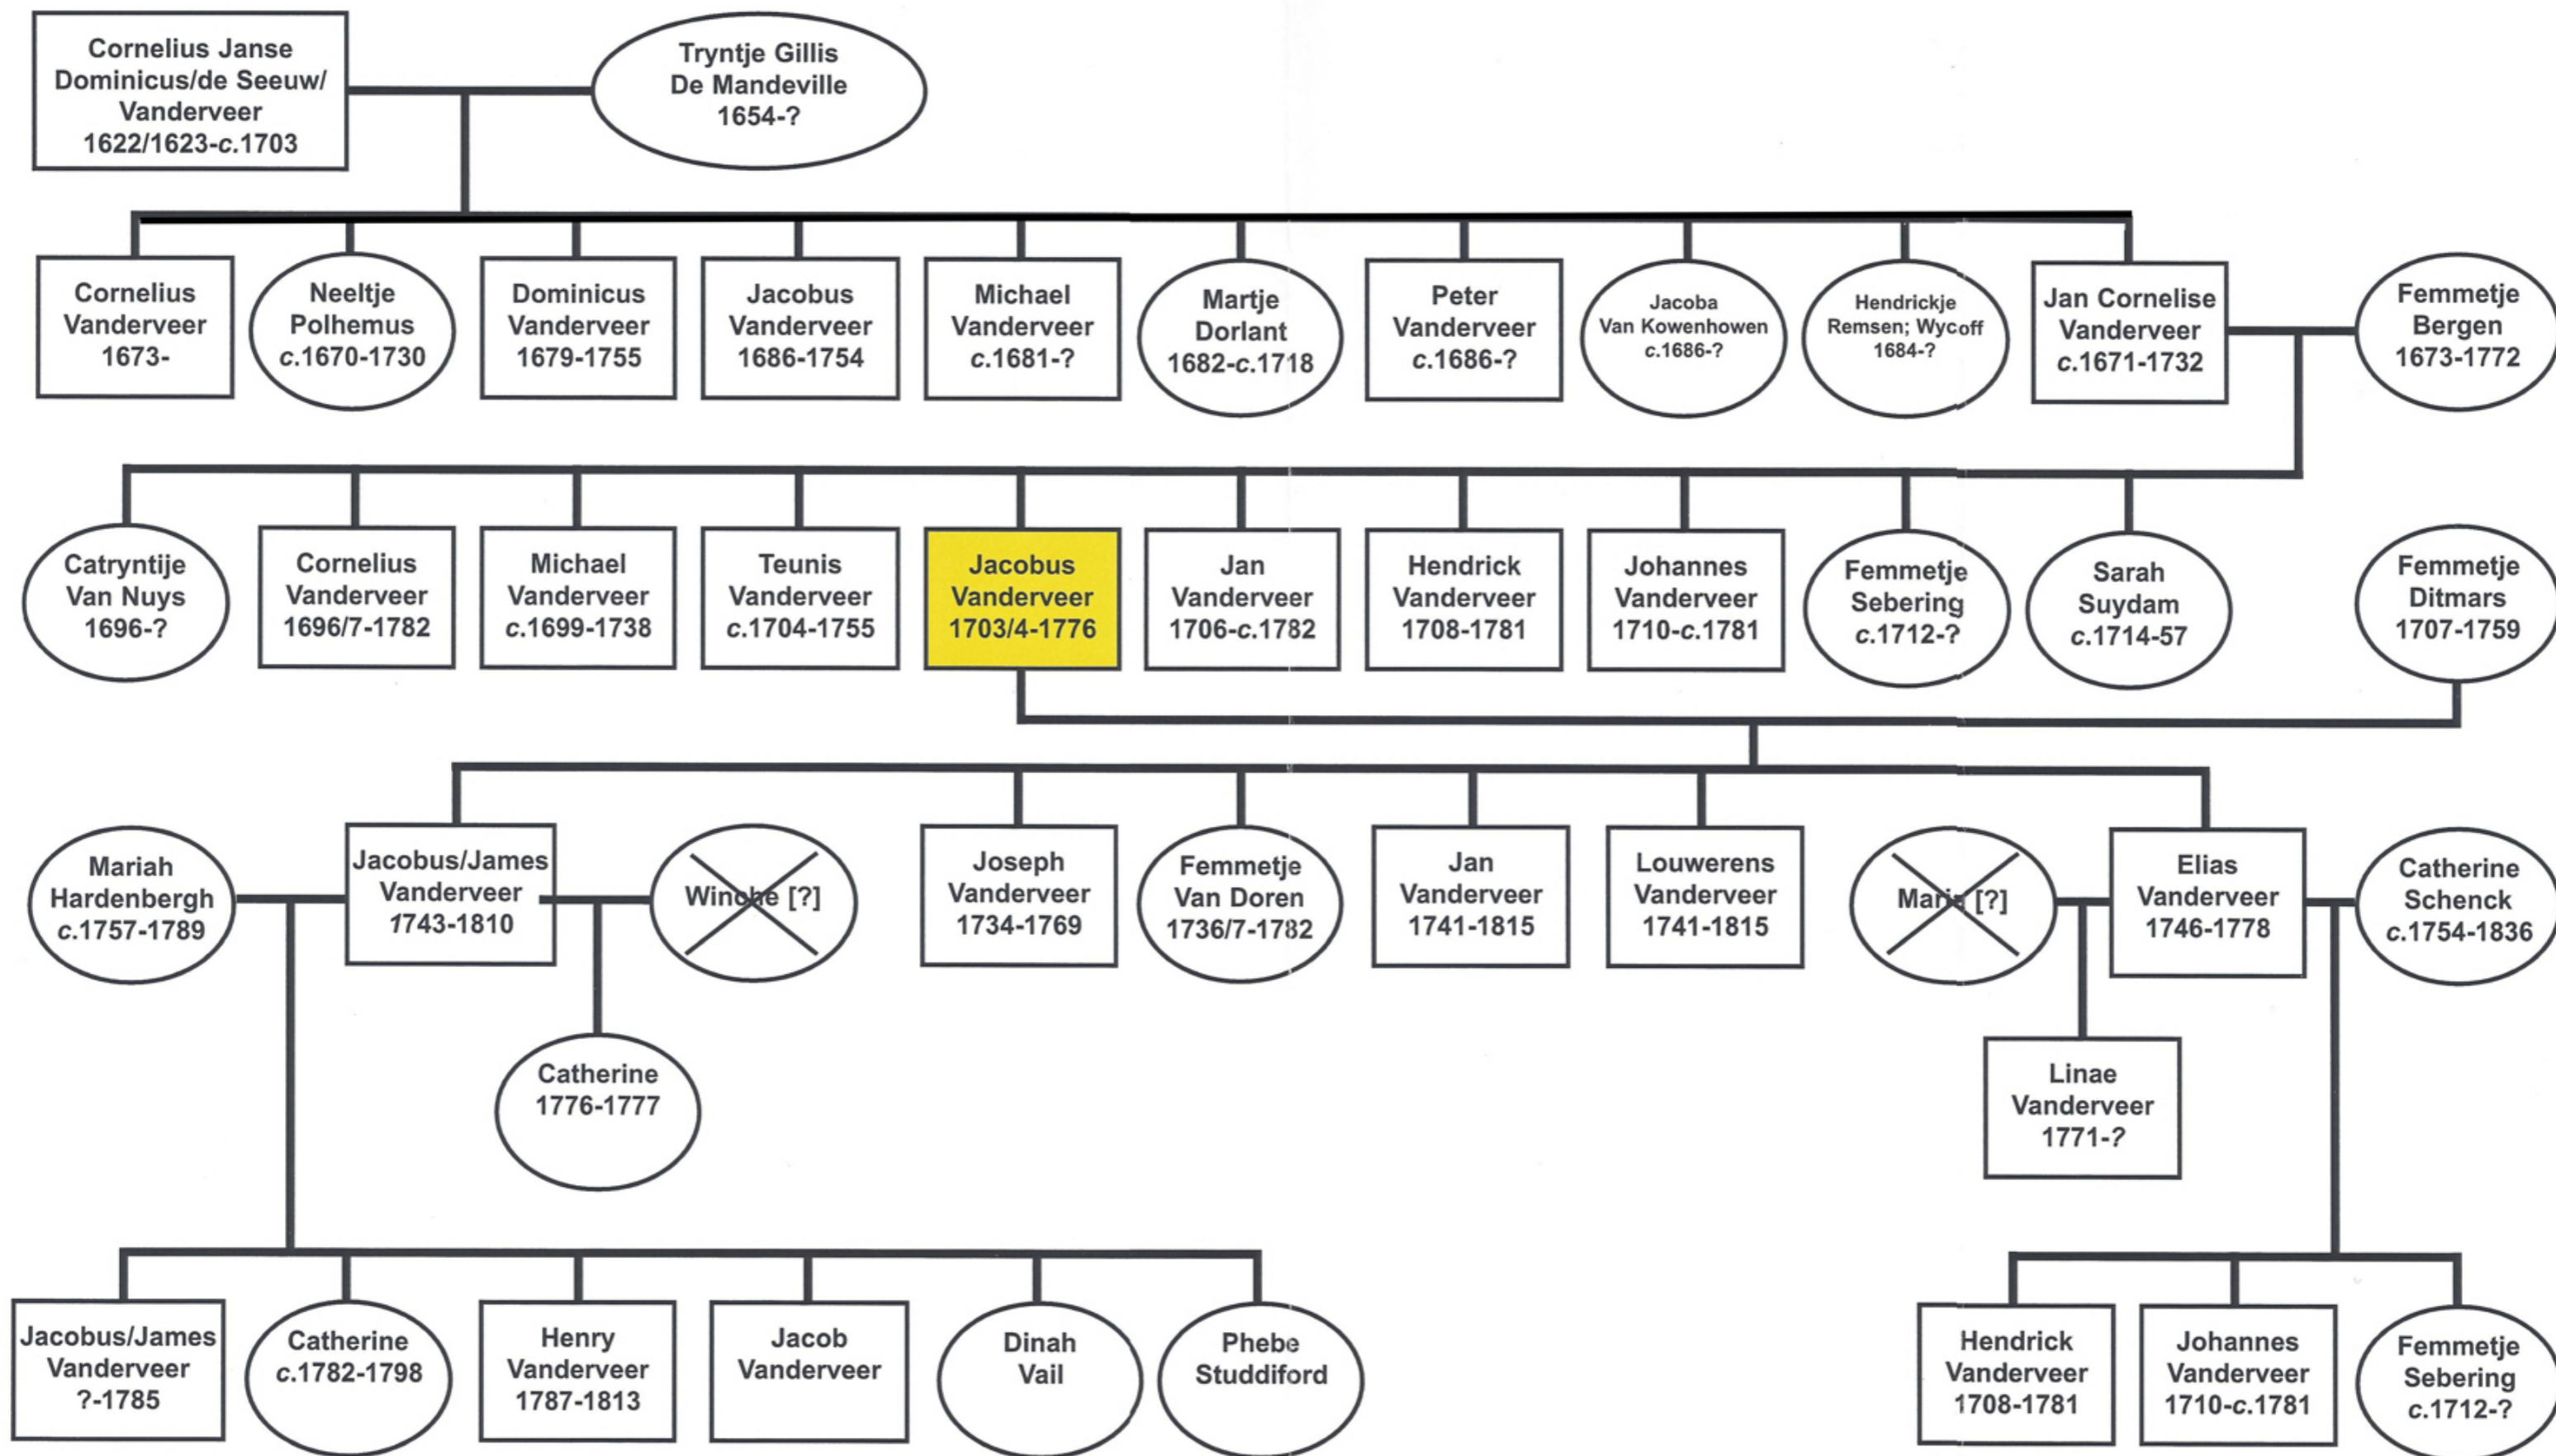 Cornelius Janse
Dominicus/de Seeuw/
Vanderveer
1622/1623-c.1703
Tryntje Gillis
De Mandeville
1654-?
Cornelius
Vanderveer
1673-
Neeltje
Polhemus
c.1670-1730
Dominicus
Vanderveer
1679-1755
Jacobus
Vanderveer
1686-1754
Michael
Vanderveer
c.1681-?
Martje
Dorlant
1682-c.1718
Peter
Vanderveer
c.1686-?
Jacoba
Van Kowenhowen
c.1686-?
Hendrickje
Remsen; Wycoff
1684-?
Jan Cornelise
Vanderveer
c.1671-1732
Femmetje
Bergen
1673-1772
Catryntije
Van Nuys
1696-?
Cornelius
Vanderveer
1696/7-1782
Michael
Vanderveer
c.1699-1738
Teunis
Vanderveer
c.1704-1755
Jacobus
Vanderveer
1703/4-1776
Jan
Vanderveer
1706-c.1782
Hendrick
Vanderveer
1708-1781
Johannes
Vanderveer
1710-c.1781
Femmetje
Sebering
c.1712-?
Sarah
Suydam
c.1714-57
Femmetje
Ditmars
1707-1759
Mariah
Hardenbergh
c.1757-1789
Jacobus/James
Vanderveer
1743-1810
[?]
Joseph
Vanderveer
1734-1769
Femmetje
Van Doren
1736/7-1782
Jan
Vanderveer
1741-1815
Louwerens
Vanderveer
1741-1815
[?]
Elias
Vanderveer
1746-1778
Catherine
Schenck
c.1754-1836
Catherine
1776-1777
Linae
Vanderveer
1771-?
Jacobus/James
Vanderveer
?-1785
Catherine
c.1782-1798
Henry
Vanderveer
1787-1813
Jacob
Vanderveer
Dinah
Vail
Phebe
Studdiford
Hendrick
Vanderveer
1708-1781
Johannes
Vanderveer
1710-c.1781
Femmetje
Sebering
c.1712-?